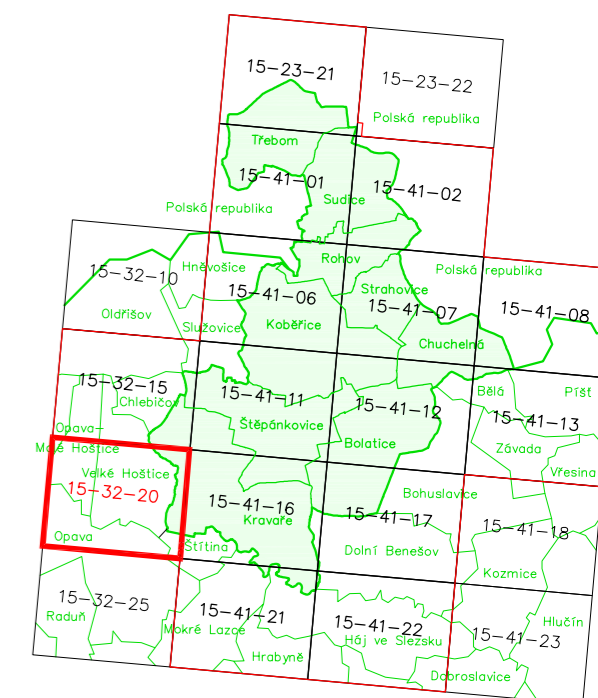 15-23-21
15-23-22
Polská republika
Třebom
15-41-01
15-41-02
Sudice
Polská republika
Rohov
Hněvošice
Polská republika
15-32-10
15-41-06
Strahovice
15-41-07
15-41-08
Oldřišov
Služovice
Kobeřice
Chuchelná
15-32-15
Chlebičov
15-41-11
15-41-12
Bělá
Píšť
15-41-13
Opava-
Malé Hoštice
Štěpánkovice
Bolatice
Závada
Velké Hoštice
Vřesina
15-32-20
15-41-16
Bohuslavice
Kravaře
15-41-17
15-41-18
Opava
Štítina
Dolní Benešov
Kozmice
15-32-25
Raduň
15-41-21
Mokré Lazce
15-41-22
Háj ve Slezsku
Hlučín
15-41-23
Hrabyně
Dobroslavice